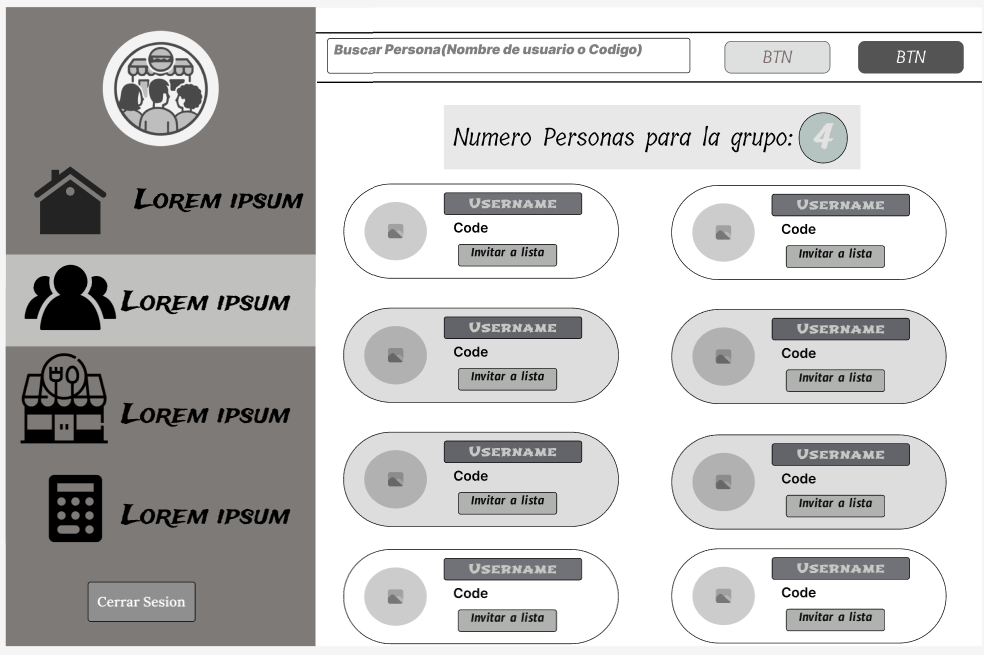 LOREM IPSUM
LOREM IPSUM
LOREM IPSUM
LOREM IPSUM
Cerrar Sesion
Buscar Persona(Nombre de usuario o Codigo)
BTN
BTN
Numero Personas para la grupo: 4
USERNAME
Code
Invitar a lista
USERNAME
Code
Invitar a lista
USERNAME
Code
Invitar a lista
USERNAME
Code
Invitar a lista
USERNAME
Code
Invitar a lista
USERNAME
Code
Invitar a lista
USERNAME
Code
Invitar a lista
USERNAME
Code
Invitar a lista